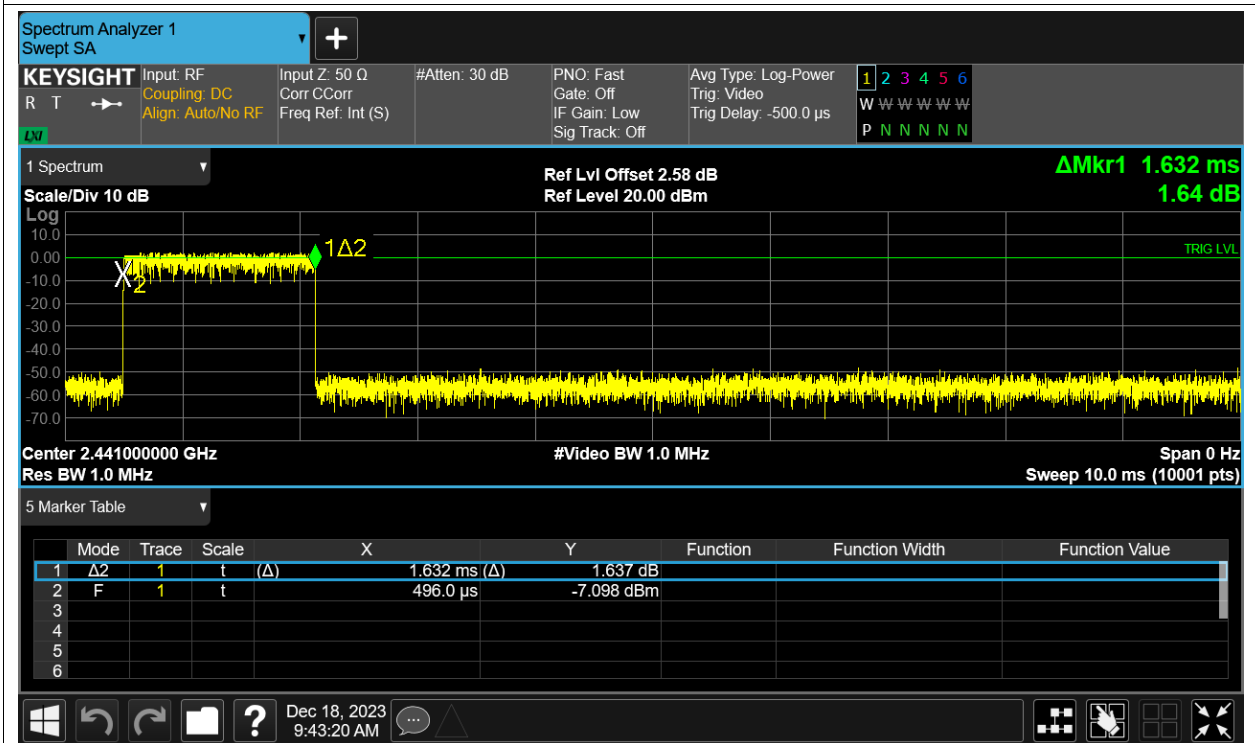 Spectrum Analyzer 1
Swept SA
+
KEYSIGHT Input: RF Input Z: 50 Ω #Atten: 30 dB PNO: Fast Avg Type: Log-Power 1 2 3 4 5 6
R T Coupling: DC Corr CCorr Gate: Off Trig: Video W W W W W W
Align: Auto/No RF Freq Ref: Int (S) IF Gain: Low Trig Delay: -500.0 µs P N N N N N
LXI Sig Track: Off
1 Spectrum Ref Lvl Offset 2.58 dB ΔMkr1 1.632 ms
Scale/Div 10 dB Ref Level 20.00 dBm 1.64 dB
Log
10.0
0.00 1Δ2 TRIG LVL
-10.0 X2
-20.0
-30.0
-40.0
-50.0
-60.0
-70.0
Center 2.441000000 GHz #Video BW 1.0 MHz Span 0 Hz
Res BW 1.0 MHz Sweep 10.0 ms (10001 pts)
5 Marker Table
Mode Trace Scale X Y Function Function Width Function Value
1 Δ2 1 t (Δ) 1.632 ms (Δ) 1.637 dB
2 F 1 t 496.0 µs -7.098 dBm
3
4
5
6
? Dec 18, 2023
9:43:20 AM